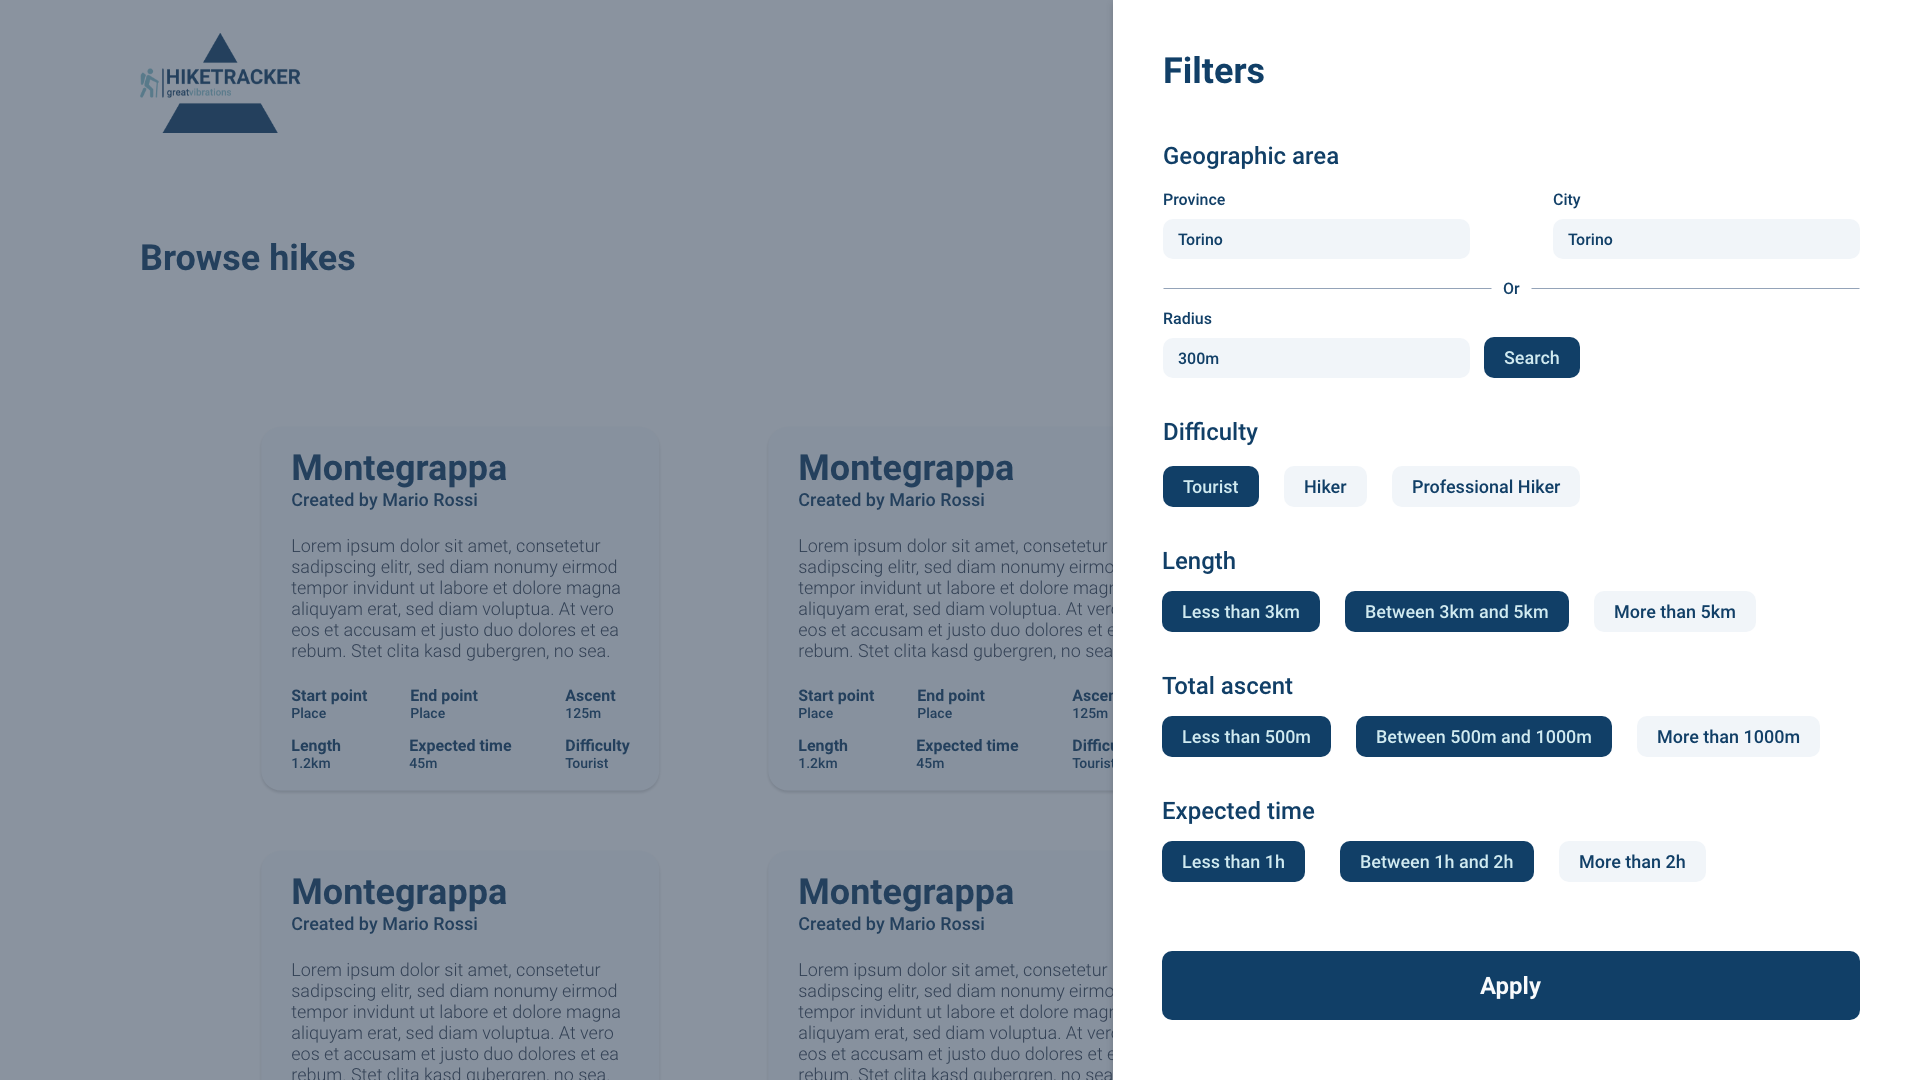 HIKETRACKER
greatvibrations
Browse hikes
Montegrappa
Created by Mario Rossi
Lorem ipsum dolor sit amet, consetetur
sadipscing elitr, sed diam nonumy eirmod
tempor invidunt ut labore et dolore magna
aliquyam erat, sed diam voluptua. At vero
eos et accusam et justo duo dolores et ea
rebum. Stet clita kasd gubergren, no sea.
Start point
Place
End point
Place
Ascent
125m
Length
1.2km
Expected time
45m
Difficulty
Tourist
Montegrappa
Created by Mario Rossi
Lorem ipsum dolor sit amet, consetetur
sadipscing elitr, sed diam nonumy
tempor invidunt ut labore et dolore
aliquyam erat, sed diam voluptua. At
eos et accusam et justo duo dolores et
rebum. Stet clita kasd gubergren, no sea
Start point
Place
End point
Place
125m
Length
1.2km
Expected time
45m
Montegrappa
Created by Mario Rossi
Lorem ipsum dolor sit amet, consetetur
sadipscing elitr, sed diam nonumy eirmod
tempor invidunt ut labore et dolore magna
aliquyam erat, sed diam voluptua. At vero
eos et accusam et justo duo dolores et ea
rebum. Stet clita kasd gubergren, no sea.
Montegrappa
Created by Mario Rossi
Lorem ipsum dolor sit amet, consetetur
sadipscing elitr, sed diam nonumy
tempor invidunt ut labore et dolore
aliquyam erat, sed diam voluptua. At
eos et accusam et justo duo dolores et
rebum. Stet clita kasd gubergren, no sea
Filters
Geographic area
Province
City
Torino
Torino
Or
Radius
300m
Search
Difficulty
Tourist
Hiker
Professional Hiker
Length
Less than 3km
Between 3km and 5km
More than 5km
Total ascent
Less than 500m
Between 500m and 1000m
More than 1000m
Expected time
Less than 1h
Between 1h and 2h
More than 2h
Apply